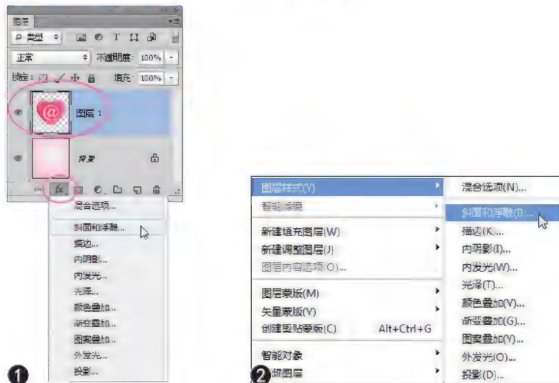 图层
类型
正常 不透明度: 100%
锁定: 填充: 100%
图层 1
背景
fx
混合选项...
斜面和浮雕...
描边...
内阴影...
内发光...
光泽...
颜色叠加...
渐变叠加...
图案叠加...
外发光...
投影...
1
图层样式(Y)
智能滤镜
新建填充图层(W)
新建调整图层(J)
图层内容选项(O)...
图层蒙版(M)
矢量蒙版(V)
创建剪贴蒙版(C) Alt+Ctrl+G
智能对象
图层
混合选项(N)...
斜面和浮雕(B)...
描边(K)...
内阴影(I)...
内发光(W)...
光泽(T)...
颜色叠加(V)...
渐变叠加(G)...
图案叠加(Y)...
外发光(O)...
投影(D)...
2